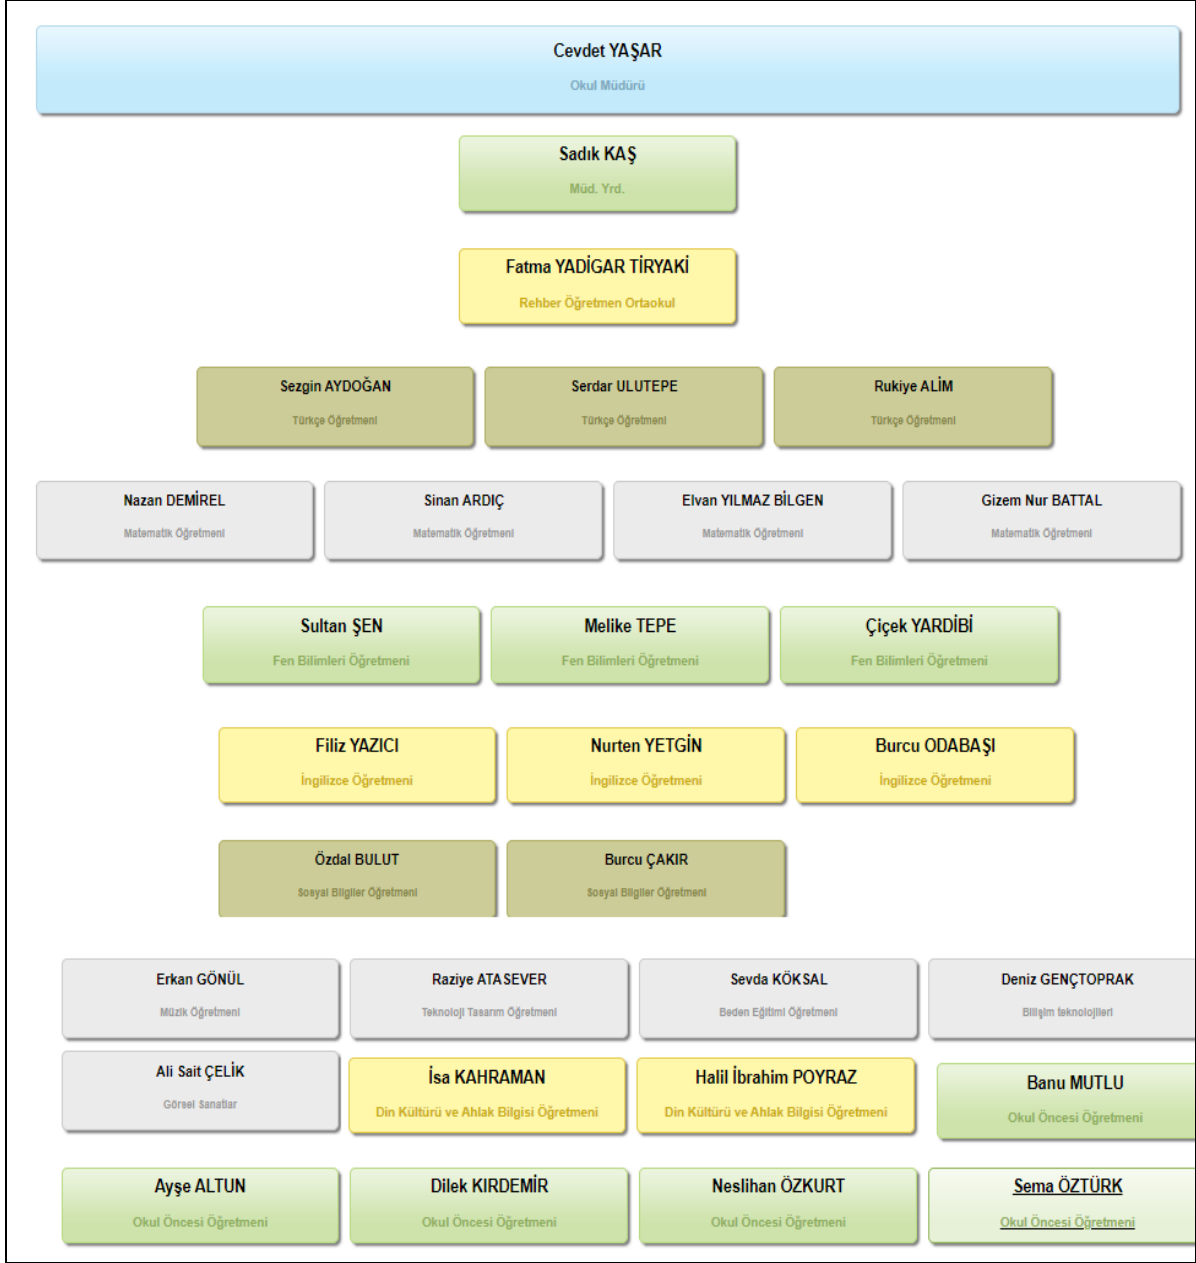 Cevdet YAŞAR
Okul Müdürü
Sadık KAŞ
Müd. Yrd.
Fatma YADİGAR TİRYAKİ
Rehber Öğretmen Ortaokul
Sezgin AYDOĞAN
Türkçe Öğretmeni
Serdar ULUTEPE
Türkçe Öğretmeni
Rukiye ALİM
Türkçe Öğretmeni
Nazan DEMİREL
Matematik Öğretmeni
Sinan ARDIÇ
Matematik Öğretmeni
Elvan YILMAZ BİLGEN
Matematik Öğretmeni
Gizem Nur BATTAL
Matematik Öğretmeni
Sultan ŞEN
Fen Bilimleri Öğretmeni
Melike TEPE
Fen Bilimleri Öğretmeni
Çiçek YARDİBİ
Fen Bilimleri Öğretmeni
Filiz YAZICI
İngilizce Öğretmeni
Nurten YETGİN
İngilizce Öğretmeni
Burcu ODABAŞI
İngilizce Öğretmeni
Özdal BULUT
Sosyal Bilgiler Öğretmeni
Burcu ÇAKIR
Sosyal Bilgiler Öğretmeni
Erkan GÖNÜL
Müzik Öğretmeni
Raziye ATASEVER
Teknoloji Tasarım Öğretmeni
Sevda KÖKSAL
Beden Eğitimi Öğretmeni
Deniz GENÇTOPRAK
Bilişim teknolojileri
Ali Sait ÇELİK
Görsel Sanatlar
İsa KAHRAMAN
Din Kültürü ve Ahlak Bilgisi Öğretmeni
Halil İbrahim POYRAZ
Din Kültürü ve Ahlak Bilgisi Öğretmeni
Banu MUTLU
Okul Öncesi Öğretmeni
Ayşe ALTUN
Okul Öncesi Öğretmeni
Dilek KIRDEMİR
Okul Öncesi Öğretmeni
Neslihan ÖZKURT
Okul Öncesi Öğretmeni
Sema ÖZTÜRK
Okul Öncesi Öğretmeni